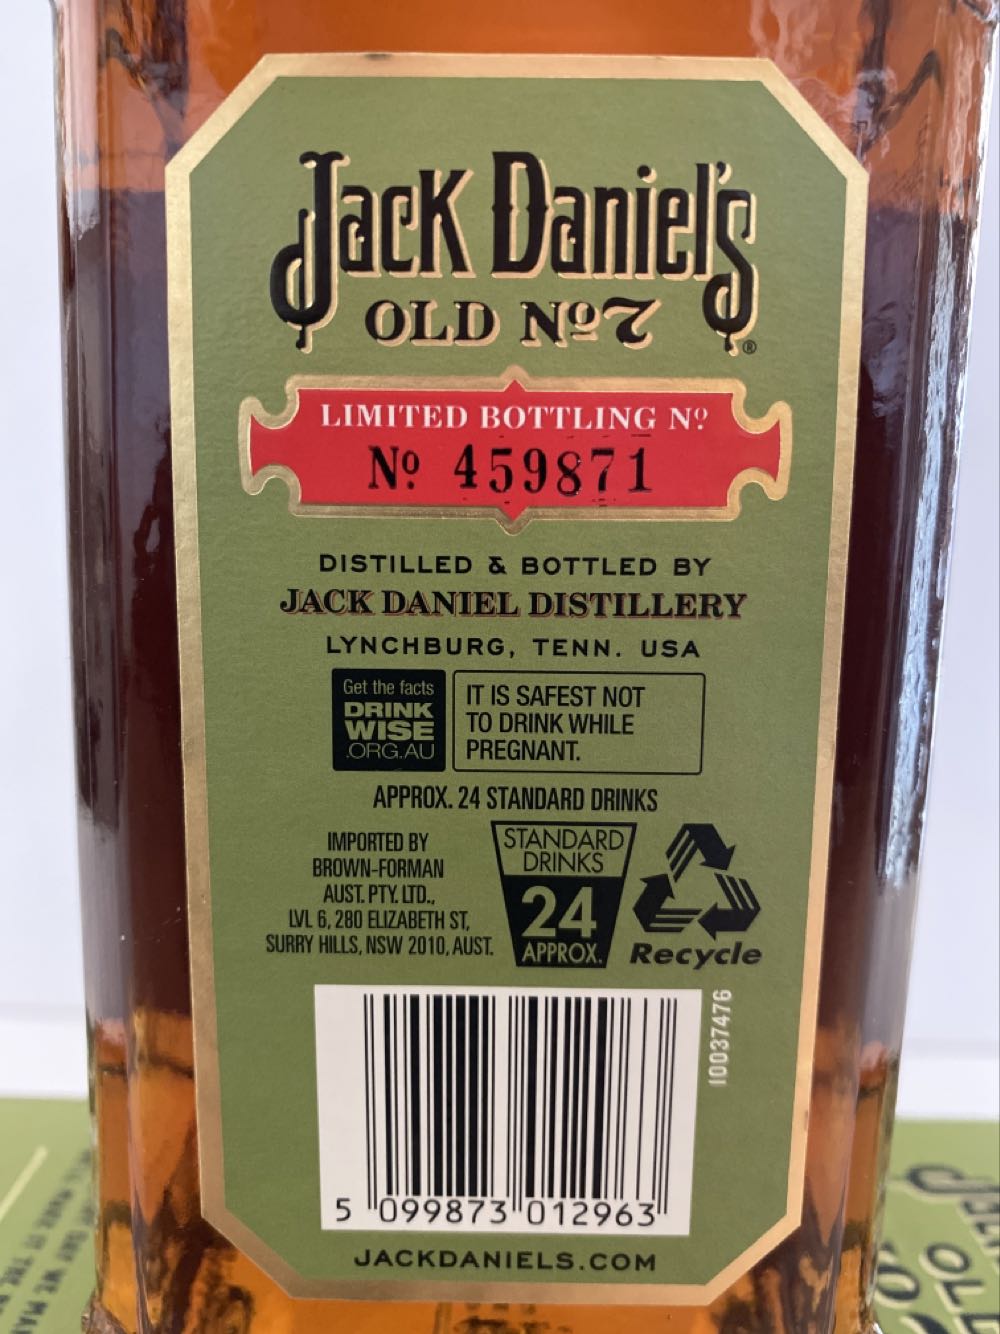 Jack Daniel's
OLD Nº7
®
LIMITED BOTTLING Nº
Nº 459871
DISTILLED & BOTTLED BY
JACK DANIEL DISTILLERY
LYNCHBURG, TENN. USA
Get the facts
DRINK
WISE
.ORG.AU
IT IS SAFEST NOT
TO DRINK WHILE
PREGNANT.
APPROX. 24 STANDARD DRINKS
IMPORTED BY
BROWN-FORMAN
AUST. PTY. LTD.,
LVL 6, 280 ELIZABETH ST,
SURRY HILLS, NSW 2010, AUST.
STANDARD
DRINKS
24
APPROX.
Recycle
10037476
5 099873 012963
JACKDANIELS.COM